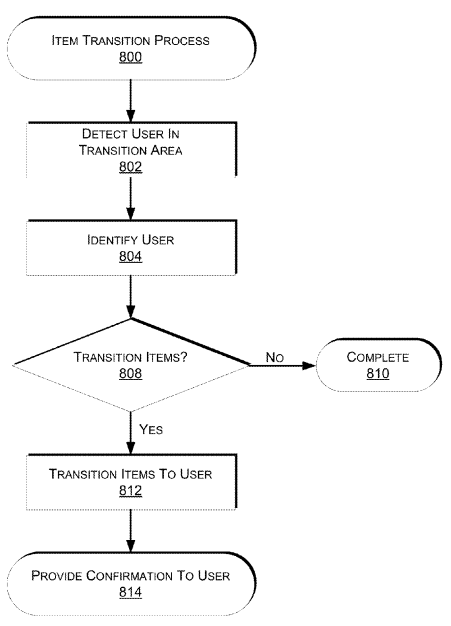 ITEM TRANSITION PROCESS
800
DETECT USER IN
TRANSITION AREA
802
IDENTIFY USER
804
TRANSITION ITEMS?
808
NO
COMPLETE
810
YES
TRANSITION ITEMS TO USER
812
PROVIDE CONFIRMATION TO USER
814